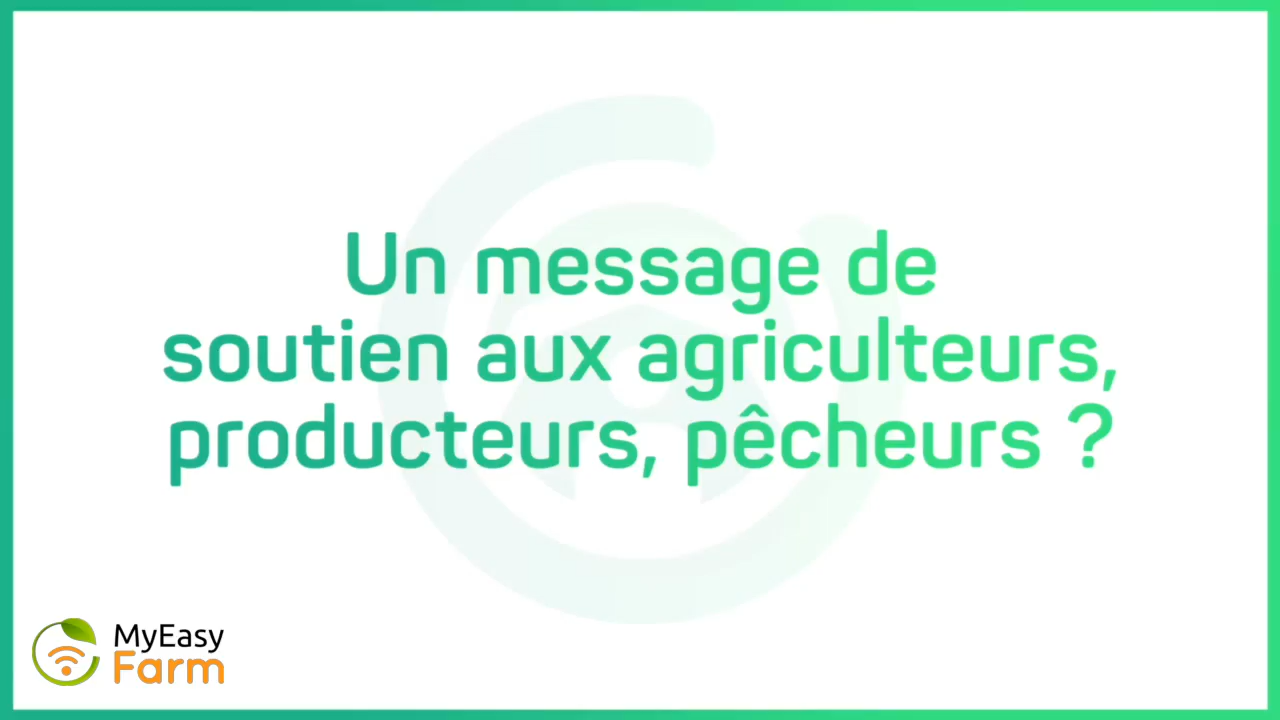 Un message de
soutien aux agriculteurs,
producteurs, pêcheurs ?
MyEasy
Farm